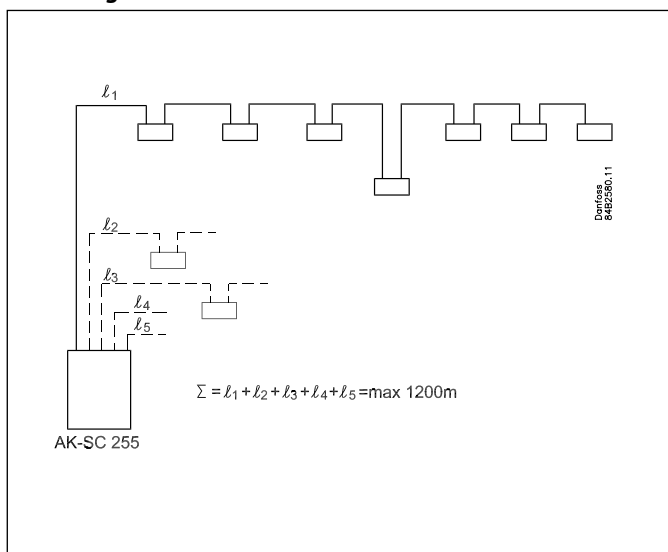 ℓ1
ℓ2
ℓ3
ℓ4
ℓ5
Σ = ℓ1+ℓ2+ℓ3+ℓ4+ℓ5=max 1200m
AK-SC 255
Danfoss
84B2580.11